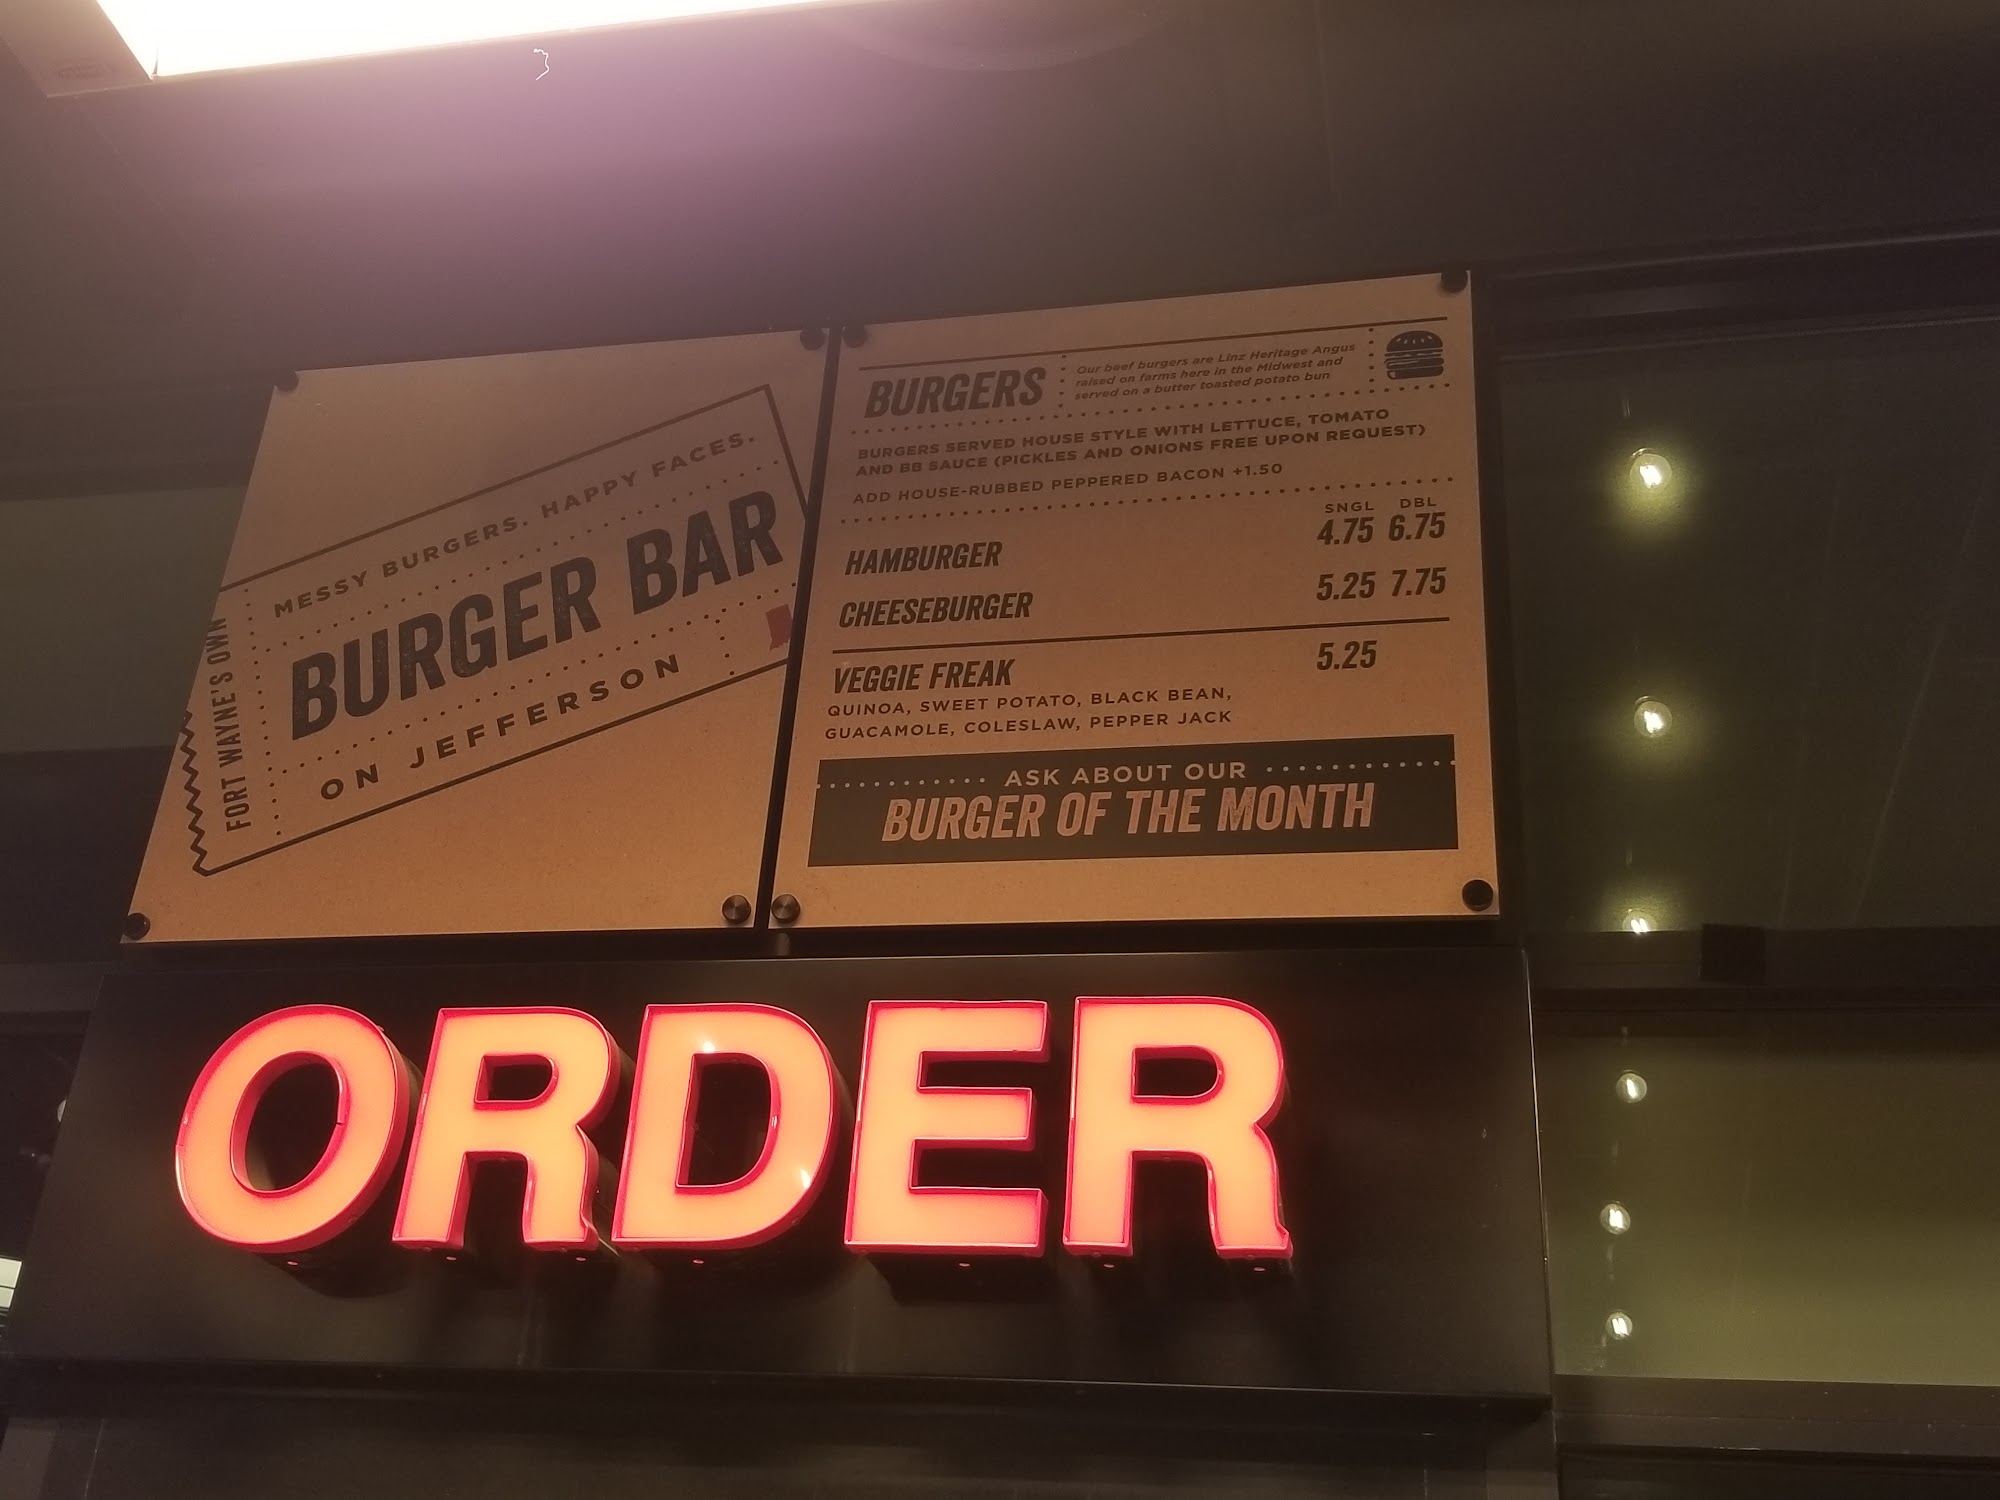 MESSY BURGERS. HAPPY FACES.
FORT WAYNE'S OWN
BURGER BAR
ON JEFFERSON
BURGERS
Our beef burgers are Linz Heritage Angus
raised on farms here in the Midwest and
served on a butter toasted potato bun
BURGERS SERVED HOUSE STYLE WITH LETTUCE, TOMATO
AND BB SAUCE (PICKLES AND ONIONS FREE UPON REQUEST)
ADD HOUSE-RUBBED PEPPERED BACON +1.50
SNGL DBL
HAMBURGER 4.75 6.75
CHEESEBURGER 5.25 7.75
VEGGIE FREAK 5.25
QUINOA, SWEET POTATO, BLACK BEAN,
GUACAMOLE, COLESLAW, PEPPER JACK
ASK ABOUT OUR
BURGER OF THE MONTH
ORDER